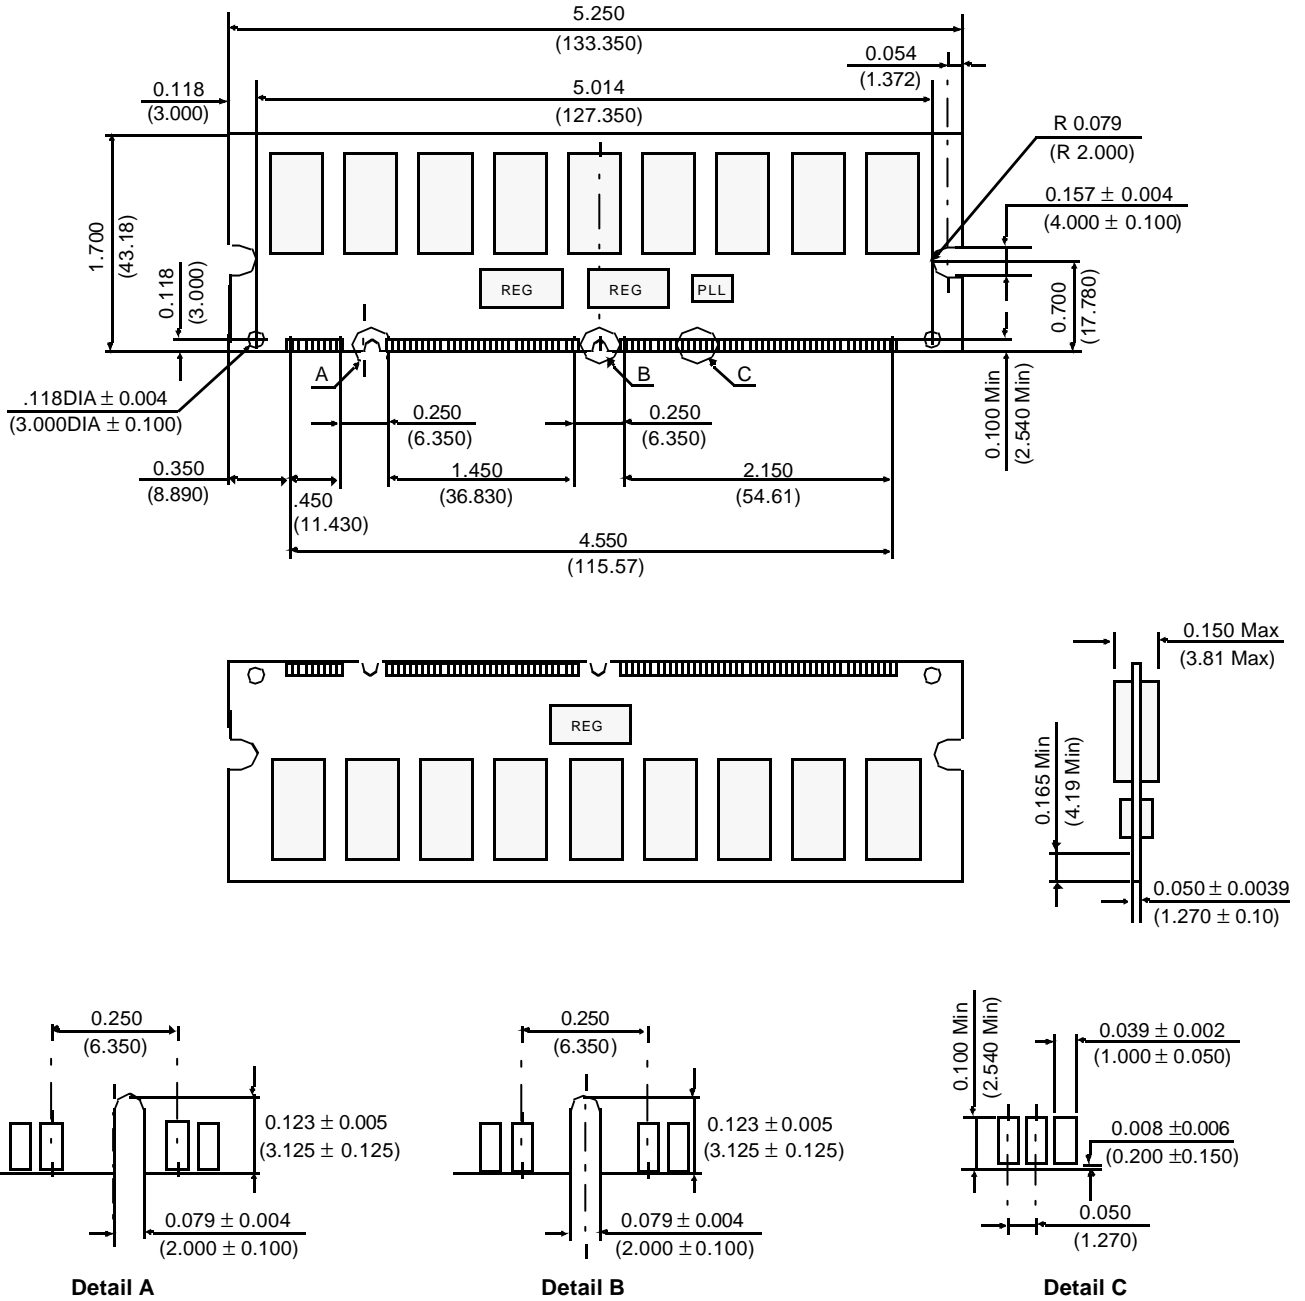 5.250
(133.350)
0.054
(1.372)
0.118
(3.000)
5.014
(127.350)
R 0.079
(R 2.000)
0.157 ± 0.004
(4.000 ± 0.100)
1.700
(43.18)
0.118
(3.000)
REG
REG
PLL
0.700
(17.780)
A
B
C
.118DIA ± 0.004
(3.000DIA ± 0.100)
0.250
(6.350)
0.250
(6.350)
0.100 Min
(2.540 Min)
0.350
(8.890)
.450
(11.430)
1.450
(36.830)
2.150
(54.61)
4.550
(115.57)
0.150 Max
(3.81 Max)
REG
0.165 Min
(4.19 Min)
0.050 ± 0.0039
(1.270 ± 0.10)
0.250
(6.350)
0.123 ± 0.005
(3.125 ± 0.125)
0.079 ± 0.004
(2.000 ± 0.100)
Detail A
0.250
(6.350)
0.123 ± 0.005
(3.125 ± 0.125)
0.079 ± 0.004
(2.000 ± 0.100)
Detail B
0.100 Min
(2.540 Min)
0.039 ± 0.002
(1.000 ± 0.050)
0.008 ±0.006
(0.200 ±0.150)
0.050
(1.270)
Detail C